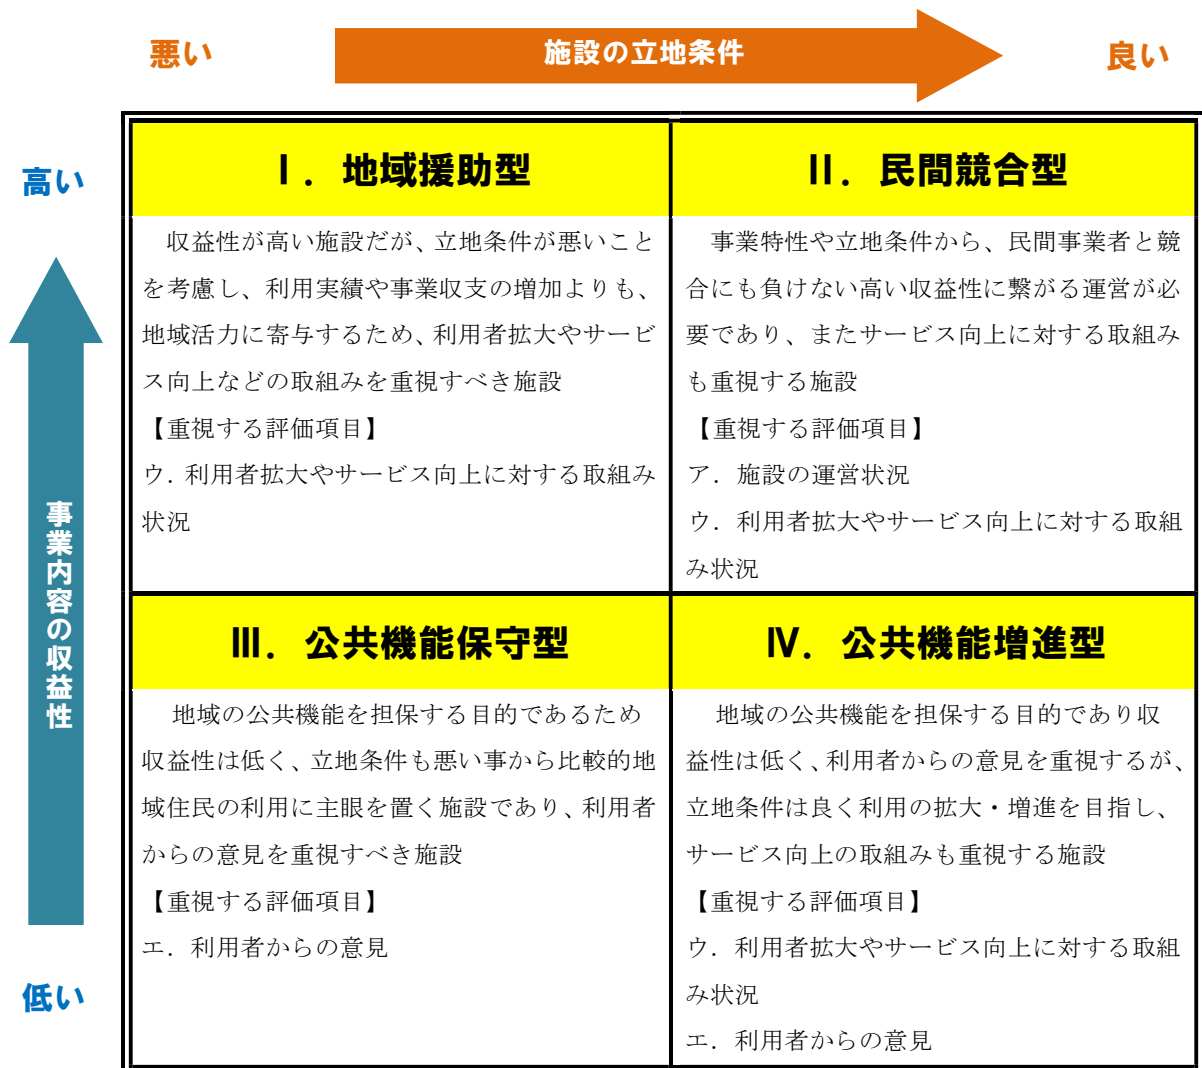 悪い
施設の立地条件
良い
高い
Ⅰ．地域援助型
収益性が高い施設だが、立地条件が悪いこと
を考慮し、利用実績や事業収支の増加よりも、
地域活力に寄与するため、利用者拡大やサービ
ス向上などの取組みを重視すべき施設
【重視する評価項目】
ウ．利用者拡大やサービス向上に対する取組み
状況
Ⅱ．民間競合型
事業特性や立地条件から、民間事業者と競
合にも負けない高い収益性に繋がる運営が必
要であり、またサービス向上に対する取組み
も重視する施設
【重視する評価項目】
ア．施設の運営状況
ウ．利用者拡大やサービス向上に対する取組
み状況
事業内容の収益性
Ⅲ．公共機能保守型
地域の公共機能を担保する目的であるため
収益性は低く、立地条件も悪い事から比較的地
域住民の利用に主眼を置く施設であり、利用者
からの意見を重視すべき施設
【重視する評価項目】
エ．利用者からの意見
Ⅳ．公共機能増進型
地域の公共機能を担保する目的であり収
益性は低く、利用者からの意見を重視するが、
立地条件は良く利用の拡大・増進を目指し、
サービス向上の取組みも重視する施設
【重視する評価項目】
ウ．利用者拡大やサービス向上に対する取組
み状況
エ．利用者からの意見
低い